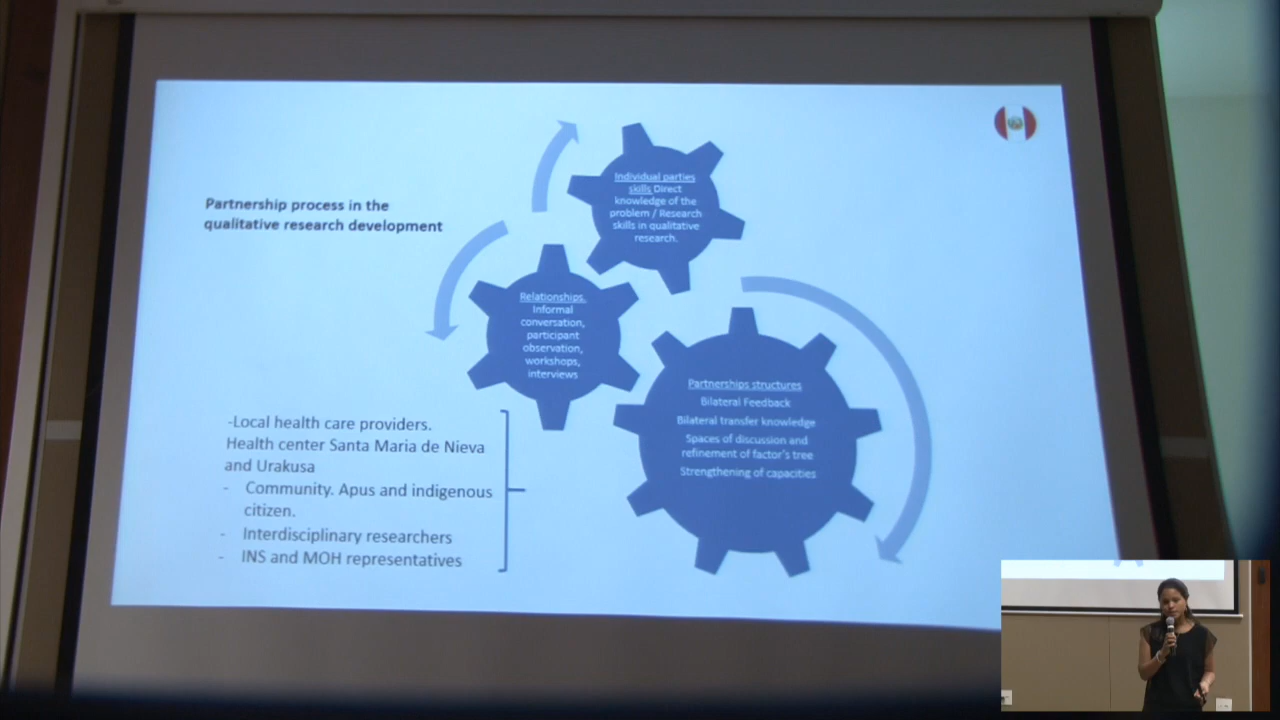 Partnership process in the
qualitative research development
Individual parties
skills Direct
knowledge of the
problem / Research
skills in qualitative
research.
Relationships.
Informal
conversation,
participant
observation,
workshops,
interviews
Partnerships structures
Bilateral Feedback
Bilateral transfer knowledge
Spaces of discussion and
refinement of factor's tree
Strengthening of capacities
-Local health care providers.
Health center Santa Maria de Nieva
and Urakusa
- Community. Apus and indigenous
citizen.
- Interdisciplinary researchers
- INS and MOH representatives